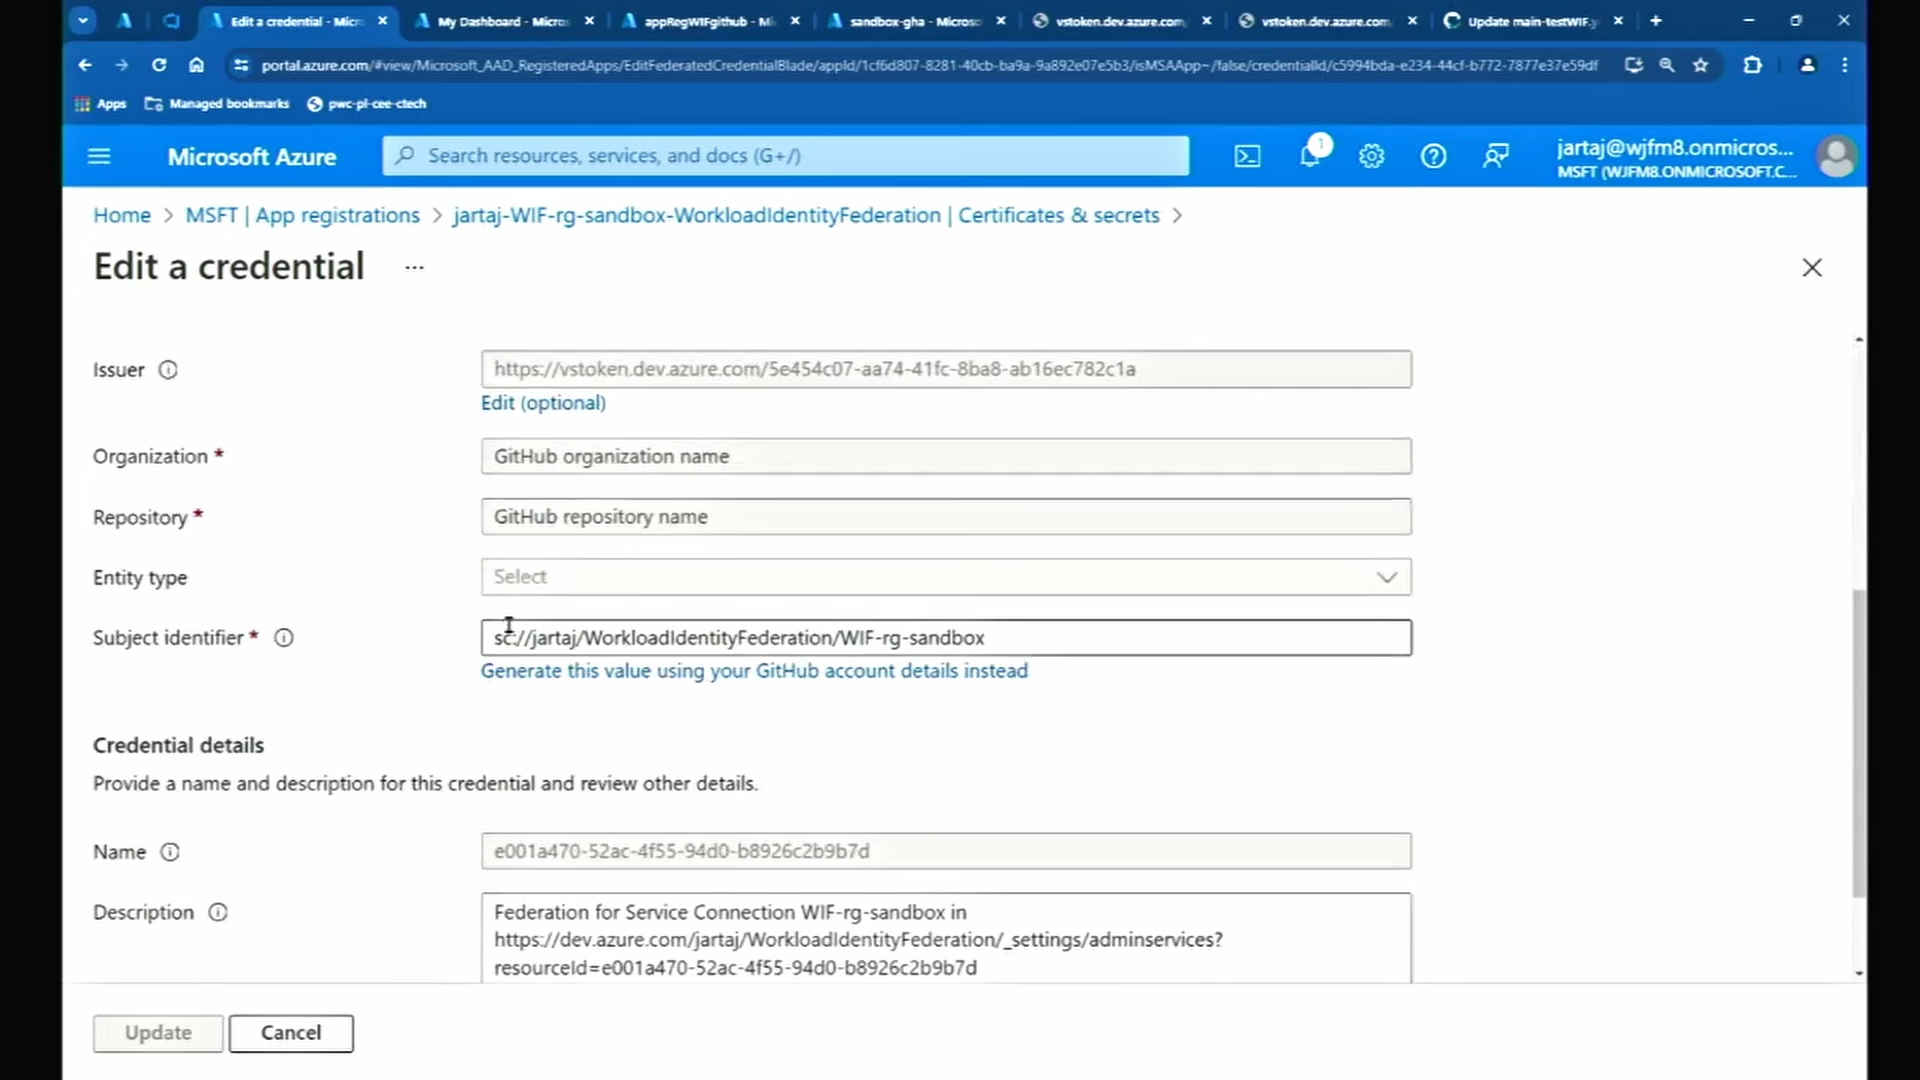 Edit a credential - Micr
My Dashboard - Micros
appRegWIFgithub - Mi
sandbox-gha - Microso
vstoken.dev.azure.com
vstoken.dev.azure.com
Update main-testWIF.y
portal.azure.com/#view/Microsoft_AAD_RegisteredApps/EditFederatedCredentialBlade/appId/1cf6d807-8281-40cb-ba9a-9a892e07e5b3/isMSAApp~/false/credentialId/c5994bda-e234-44cf-b772-7877e37e59df
Apps
Managed bookmarks
pwc-pl-cee-ctech
Microsoft Azure
Search resources, services, and docs (G+/)
1
jartaj@wjfm8.onmicros...
MSFT (WJFM8.ONMICROSOFT.C...
Home > MSFT | App registrations > jartaj-WIF-rg-sandbox-WorkloadIdentityFederation | Certificates & secrets >
Edit a credential ...
Issuer
https://vstoken.dev.azure.com/5e454c07-aa74-41fc-8ba8-ab16ec782c1a
Edit (optional)
Organization *
GitHub organization name
Repository *
GitHub repository name
Entity type
Select
Subject identifier *
sc://jartaj/WorkloadIdentityFederation/WIF-rg-sandbox
Generate this value using your GitHub account details instead
Credential details
Provide a name and description for this credential and review other details.
Name
e001a470-52ac-4f55-94d0-b8926c2b9b7d
Description
Federation for Service Connection WIF-rg-sandbox in
https://dev.azure.com/jartaj/WorkloadIdentityFederation/_settings/adminservices?
resourceId=e001a470-52ac-4f55-94d0-b8926c2b9b7d
Update
Cancel